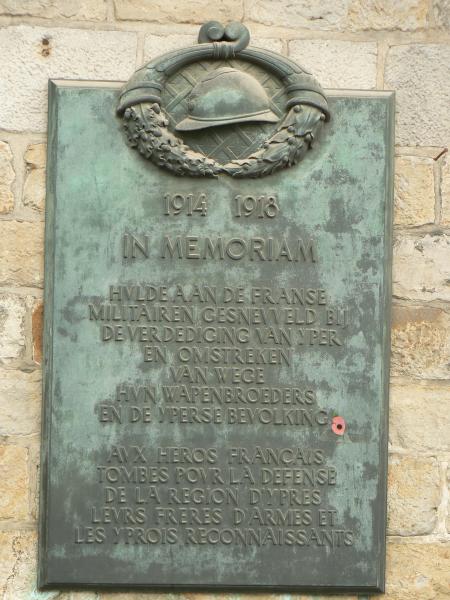 1914 1918
IN MEMORIAM
HVLDE AAN DE FRANSE
MILITAIREN GESNEVVELD BIJ
DE VERDEDIGING VAN YPER
EN OMSTREKEN
VAN WEGE
HVN WAPENBROEDERS
EN DE YPERSE BEVOLKING
AVX HEROS FRANCAIS
TOMBES POVR LA DEFENSE
DE LA REGION D'YPRES
LEVRS FRERES D'ARMES ET
LES YPROIS RECONNAISSANTS